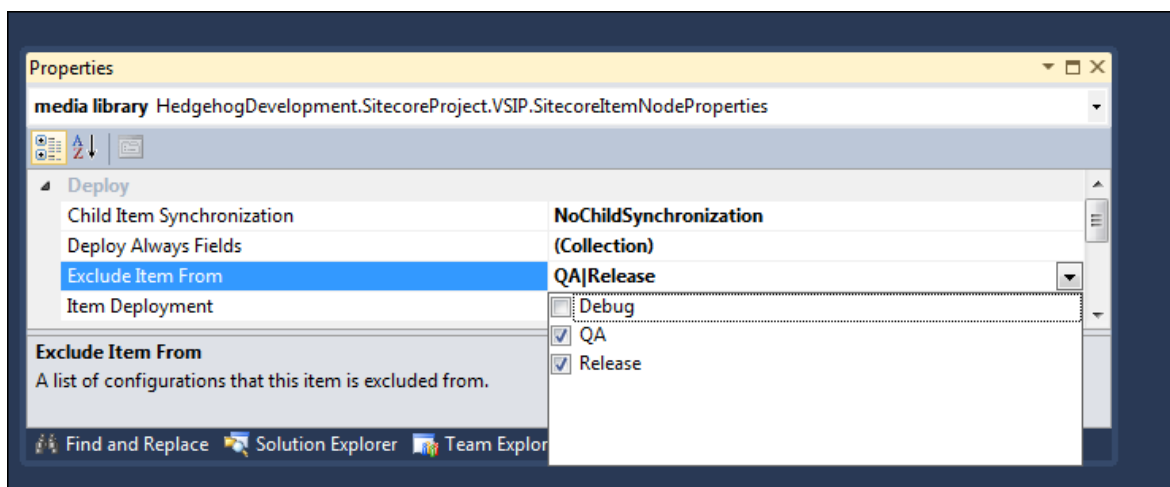 Properties
media library HedgehogDevelopment.SitecoreProject.VSIP.SitecoreItemNodeProperties
Deploy
Child Item Synchronization NoChildSynchronization
Deploy Always Fields (Collection)
Exclude Item From QA|Release
Item Deployment
Debug
QA
Release
Exclude Item From
A list of configurations that this item is excluded from.
Find and Replace Solution Explorer Team Explor